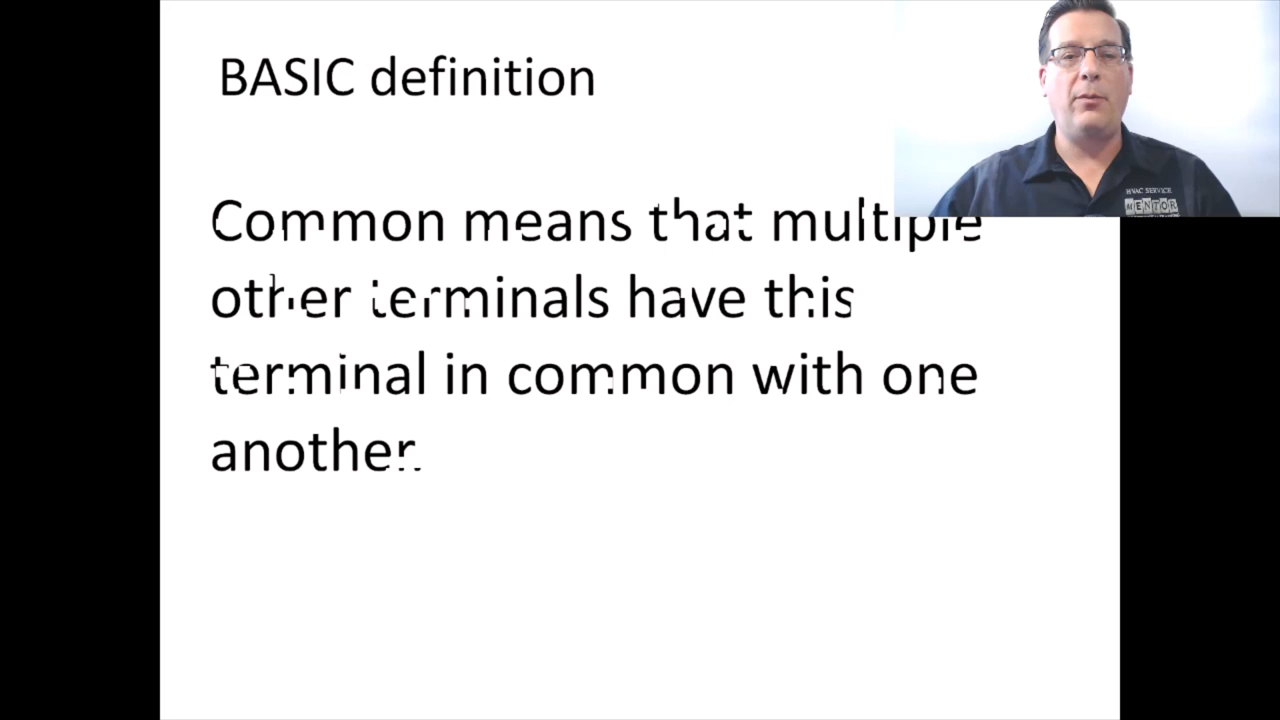 BASIC definition
HVAC SERVICE
MENTOR
Common means that multiple
other terminals have this
terminal in common with one
another.